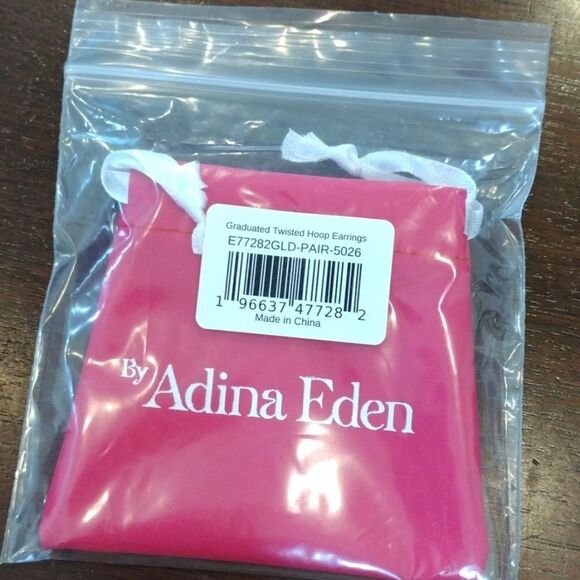 Graduated Twisted Hoop Earrings
E77282GLD-PAIR-5026
1 96637 47728 2
Made in China
By Adina Eden